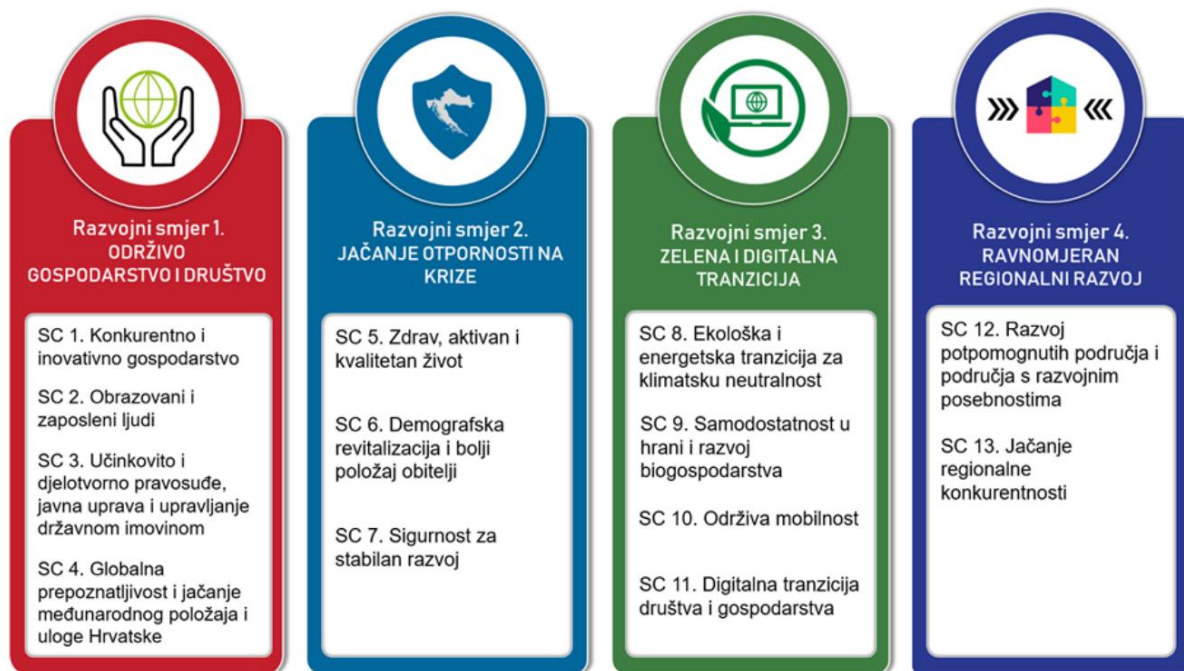 Razvojni smjer 1.
ODRŽIVO
GOSPODARSTVO I DRUŠTVO
SC 1. Konkurentno i
inovativno gospodarstvo
SC 2. Obrazovani i
zaposleni ljudi
SC 3. Učinkovito i
djelotvorno pravosuđe,
javna uprava i upravljanje
državnom imovinom
SC 4. Globalna
prepoznatljivost i jačanje
međunarodnog položaja i
uloge Hrvatske
Razvojni smjer 2.
JAČANJE OTPORNOSTI NA
KRIZE
SC 5. Zdrav, aktivan i
kvalitetan život
SC 6. Demografska
revitalizacija i bolji
položaj obitelji
SC 7. Sigurnost za
stabilan razvoj
Razvojni smjer 3.
ZELENA I DIGITALNA
TRANZICIJA
SC 8. Ekološka i
energetska tranzicija za
klimatsku neutralnost
SC 9. Samodostatnost u
hrani i razvoj
biogospodarstva
SC 10. Održiva mobilnost
SC 11. Digitalna tranzicija
društva i gospodarstva
Razvojni smjer 4.
RAVNOMJERAN
REGIONALNI RAZVOJ
SC 12. Razvoj
potpomognutih područja i
područja s razvojnim
posebnostima
SC 13. Jačanje
regionalne
konkurentnosti